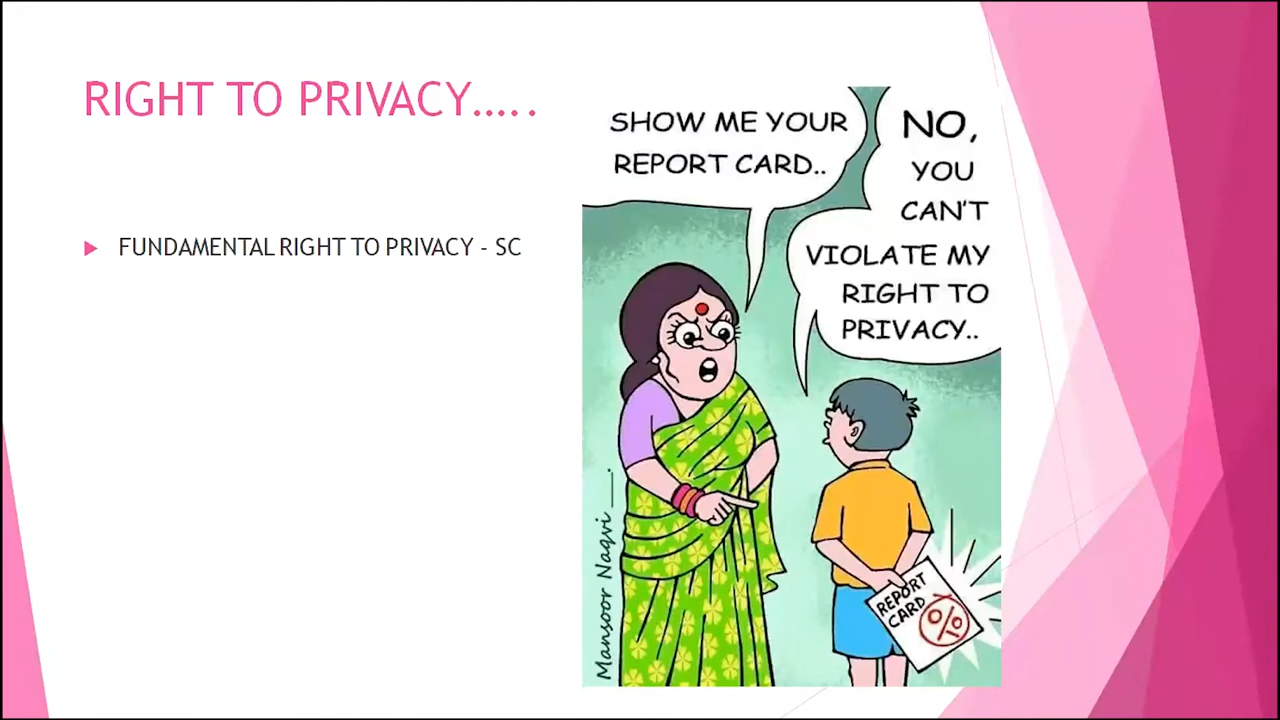 RIGHT TO PRIVACY.....
FUNDAMENTAL RIGHT TO PRIVACY - SC
SHOW ME YOUR
REPORT CARD..
NO,
YOU
CAN'T
VIOLATE MY
RIGHT TO
PRIVACY..
REPORT
CARD
%
Mansoor Naqvi